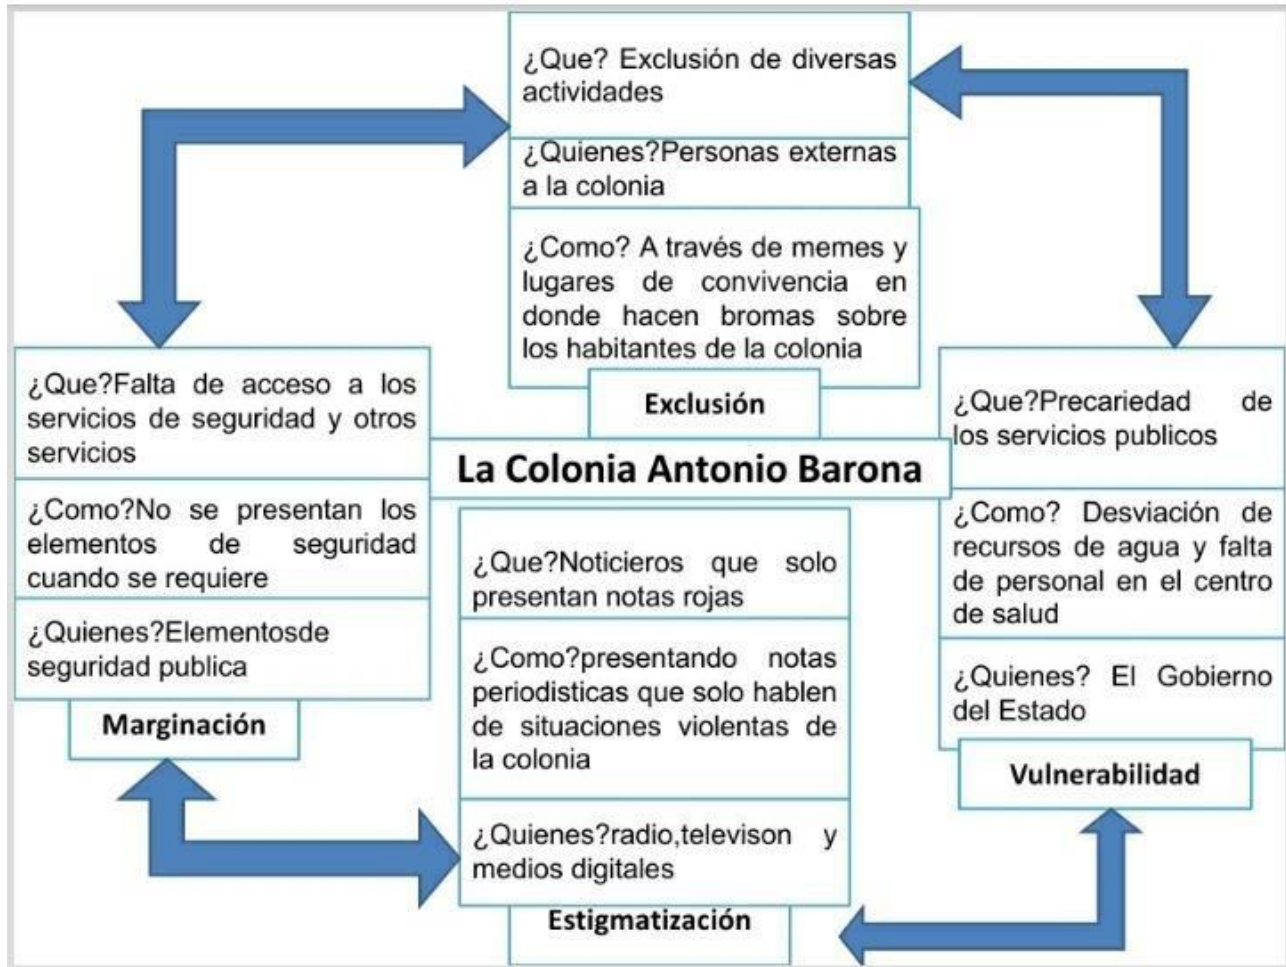 ¿Que? Exclusión de diversas
actividades
¿Quienes?Personas externas
a la colonia
¿Como? A través de memes y
lugares de convivencia en
donde hacen bromas sobre
los habitantes de la colonia
Exclusión
¿Que?Falta de acceso a los
servicios de seguridad y otros
servicios
¿Como?No se presentan los
elementos de seguridad
cuando se requiere
¿Quienes?Elementosde
seguridad publica
Marginación
La Colonia Antonio Barona
¿Que?Noticieros que solo
presentan notas rojas
¿Como?presentando notas
periodisticas que solo hablen
de situaciones violentas de
la colonia
¿Quienes?radio,televison y
medios digitales
Estigmatización
¿Que?Precariedad de
los servicios publicos
¿Como? Desviación de
recursos de agua y falta
de personal en el centro
de salud
¿Quienes? El Gobierno
del Estado
Vulnerabilidad